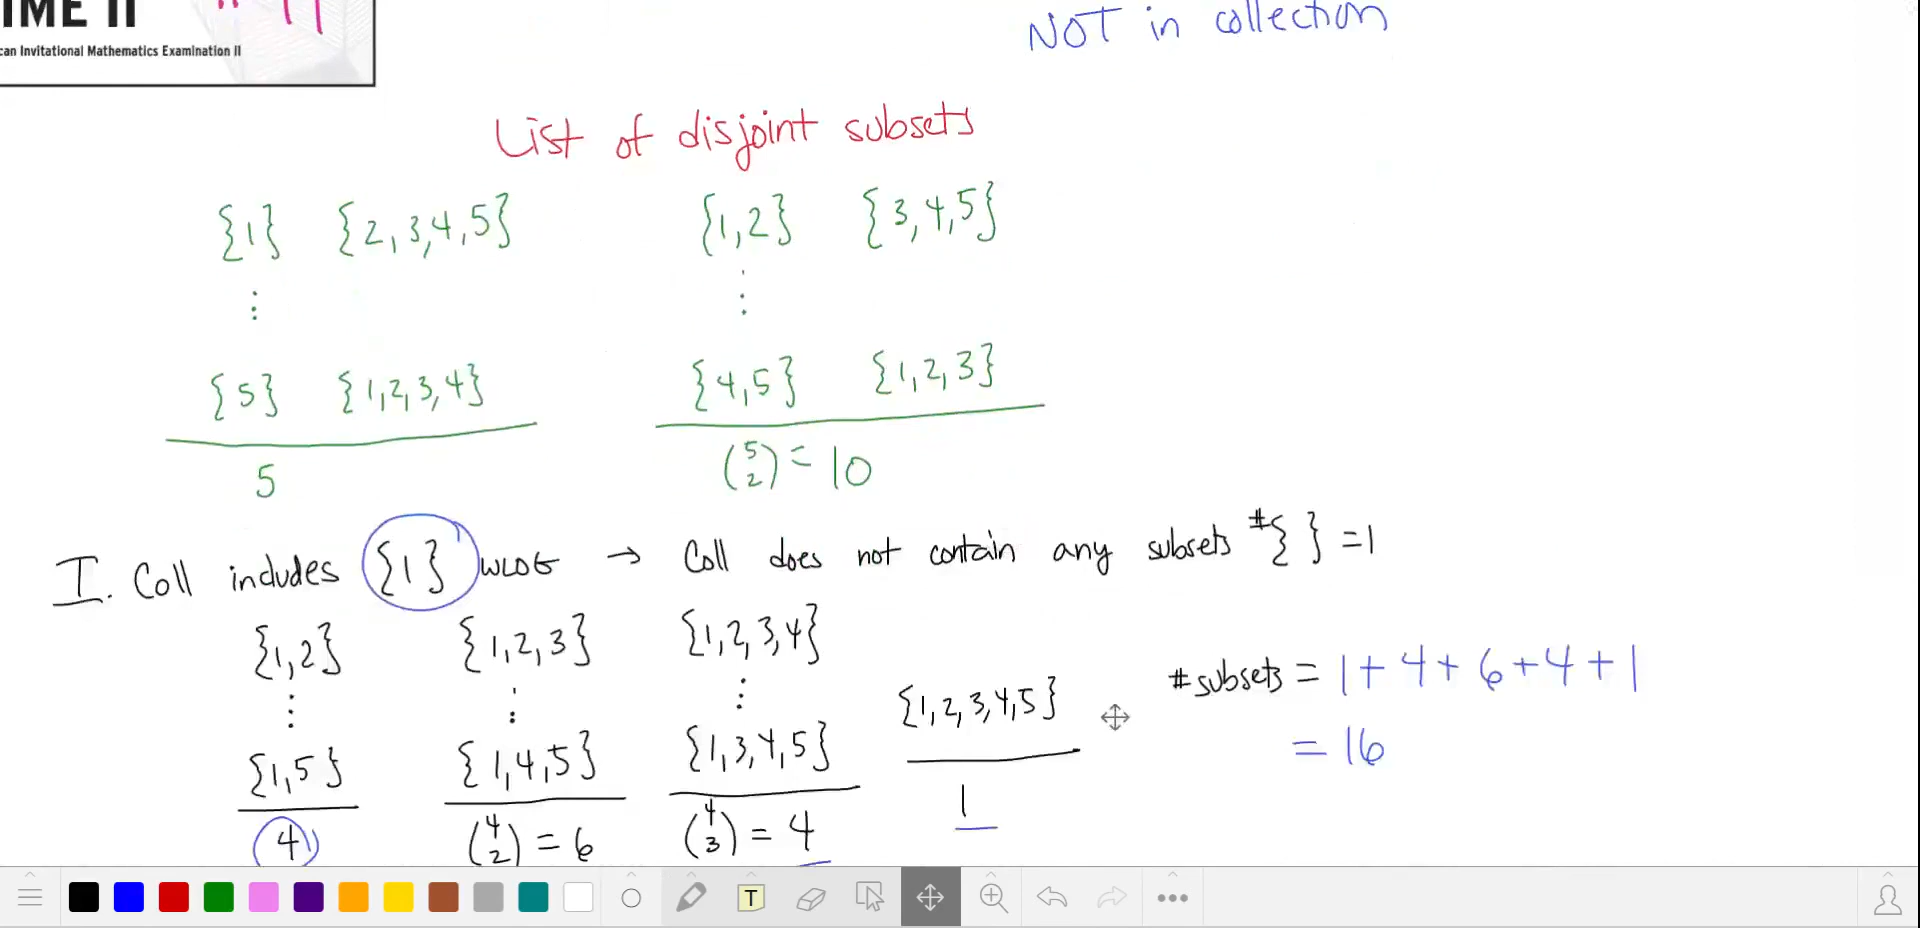 IME II
can Invitational Mathematics Examination II
NOT in collection
List of disjoint subsets
{1} {2,3,4,5} {1,2} {3,4,5}
⋮ ⋮
{5} {1,2,3,4} {4,5} {1,2,3}
5 (5 2) = 10
I. Coll includes {1} WLOG → Coll does not contain any subsets #{ } = 1
{1,2} {1,2,3} {1,2,3,4}
⋮ ⋮ ⋮ {1,2,3,4,5} #subsets = 1+4+6+4+1
{1,5} {1,4,5} {1,3,4,5} = 16
4 (4 2) = 6 (4 3) = 4 1
T